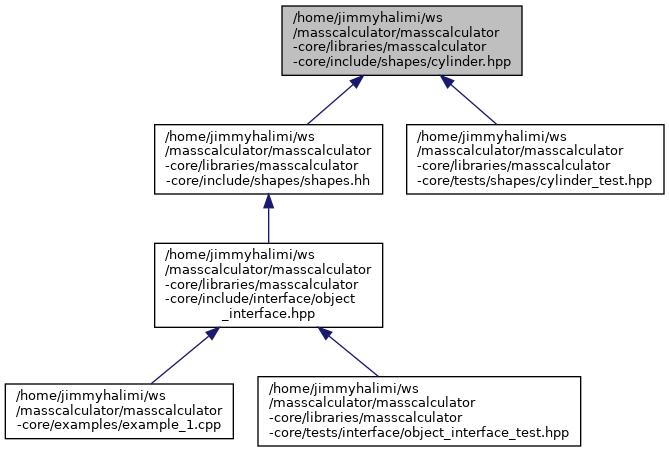 /home/jimmyhalimi/ws
/masscalculator/masscalculator
-core/libraries/masscalculator
-core/include/shapes/cylinder.hpp
/home/jimmyhalimi/ws
/masscalculator/masscalculator
-core/libraries/masscalculator
-core/include/shapes/shapes.hh
/home/jimmyhalimi/ws
/masscalculator/masscalculator
-core/libraries/masscalculator
-core/tests/shapes/cylinder_test.hpp
/home/jimmyhalimi/ws
/masscalculator/masscalculator
-core/libraries/masscalculator
-core/include/interface/object
_interface.hpp
/home/jimmyhalimi/ws
/masscalculator/masscalculator
-core/examples/example_1.cpp
/home/jimmyhalimi/ws
/masscalculator/masscalculator
-core/libraries/masscalculator
-core/tests/interface/object_interface_test.hpp